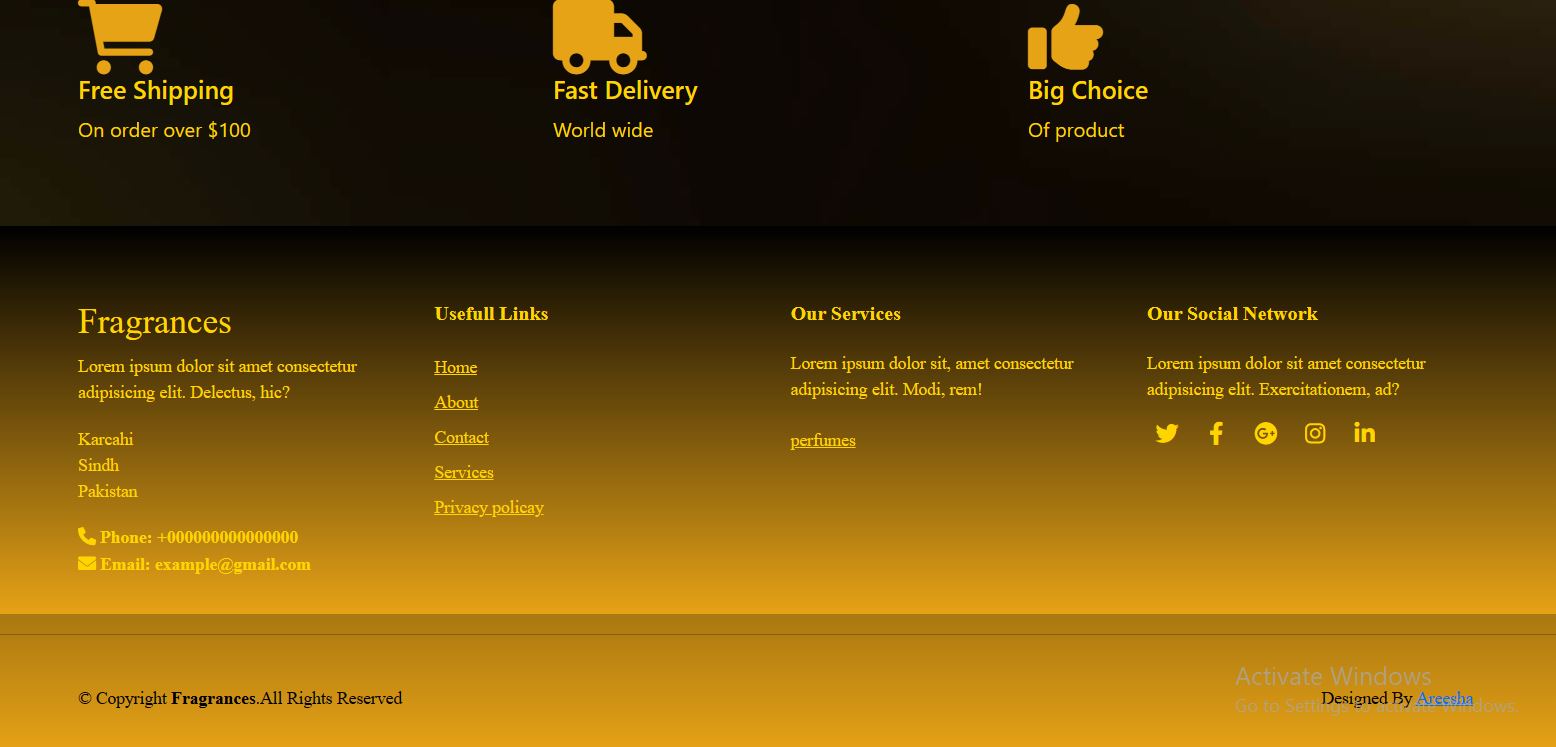 Free Shipping
On order over $100
Fast Delivery
World wide
Big Choice
Of product
Fragrances
Lorem ipsum dolor sit amet consectetur
adipisicing elit. Delectus, hic?
Karcahi
Sindh
Pakistan
Phone: +000000000000000
Email: example@gmail.com
Usefull Links
Home
About
Contact
Services
Privacy policay
Our Services
Lorem ipsum dolor sit, amet consectetur
adipisicing elit. Modi, rem!
perfumes
Our Social Network
Lorem ipsum dolor sit amet consectetur
adipisicing elit. Exercitationem, ad?
© Copyright Fragrances.All Rights Reserved
Designed By Areesha
Activate Windows
Go to Settings to activate Windows.